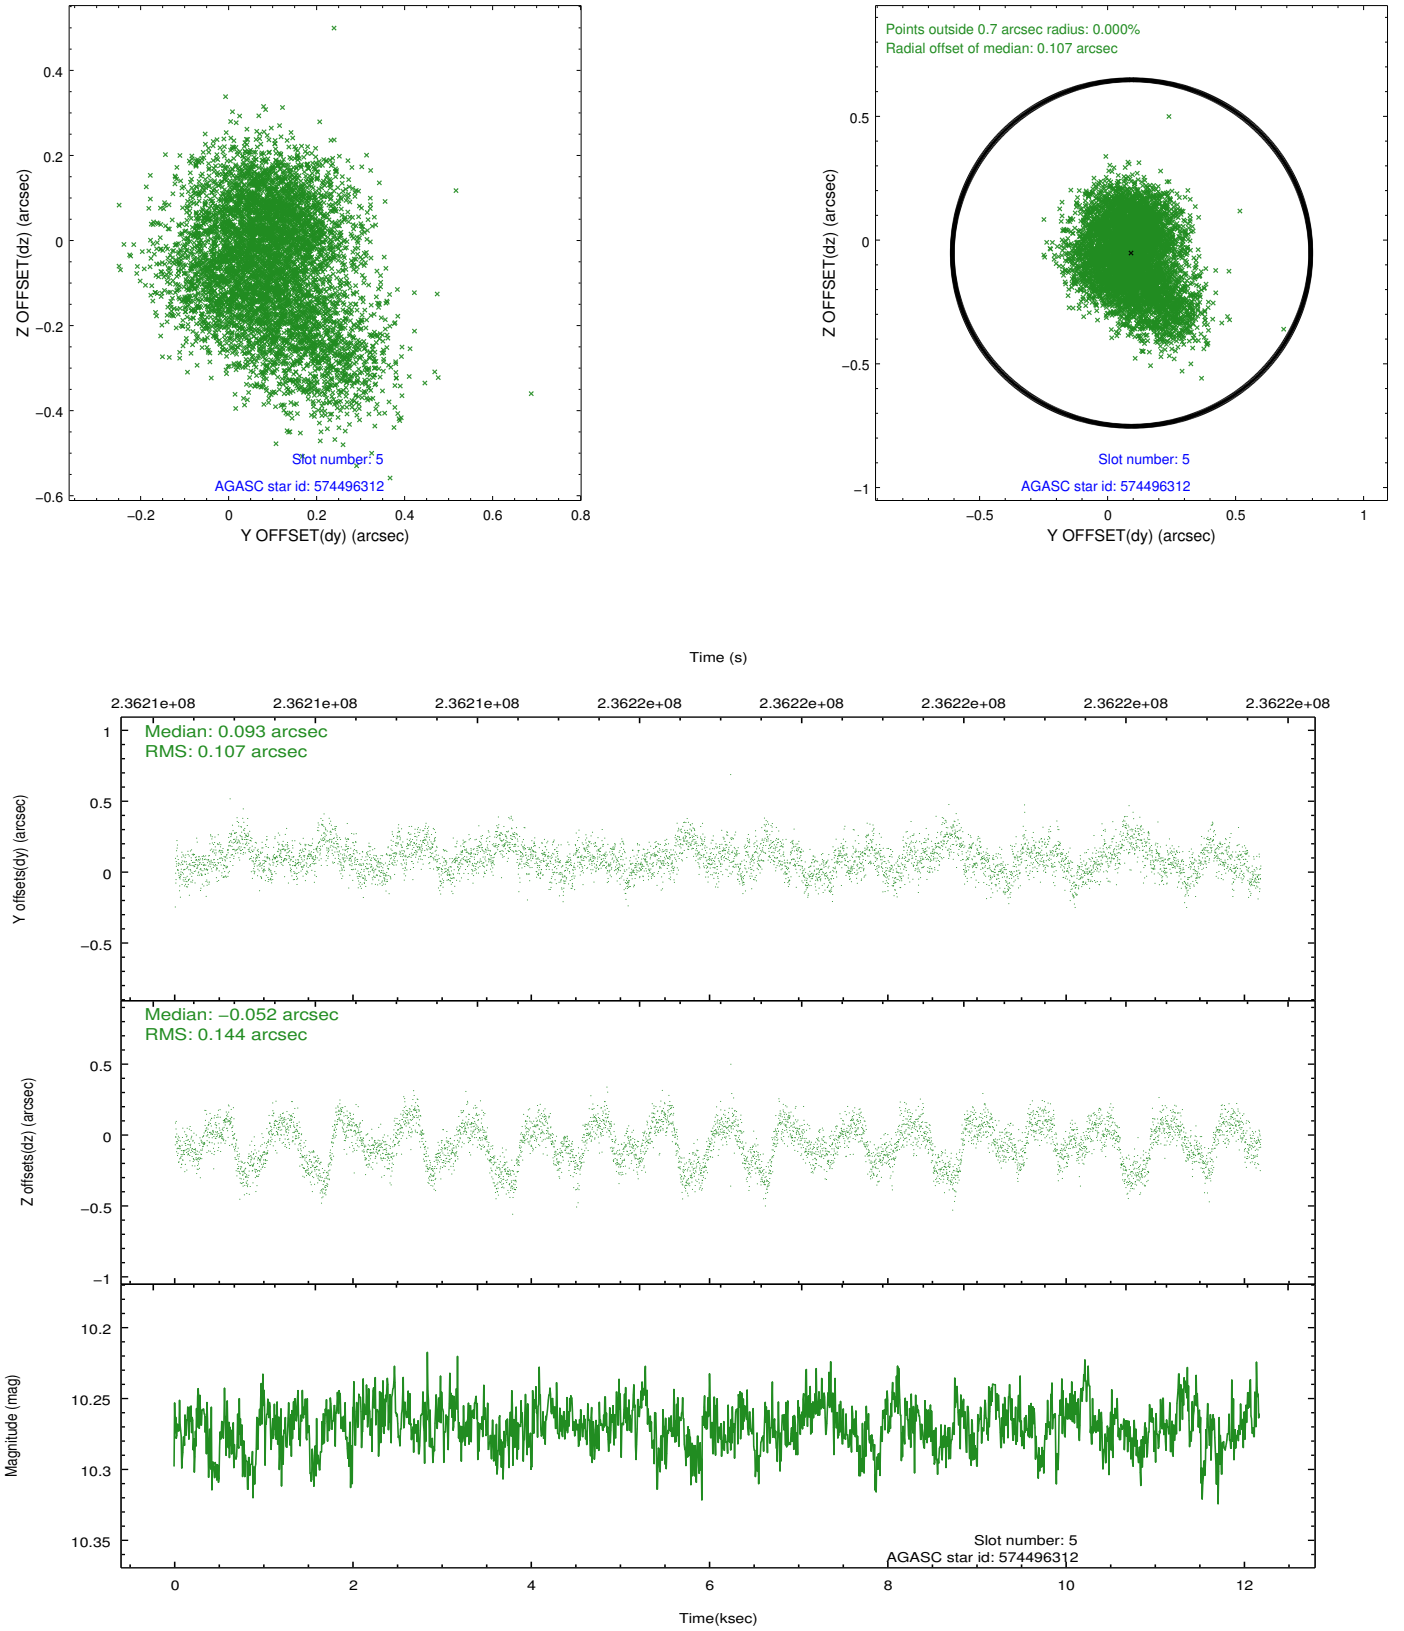 Points outside 0.7 arcsec radius: 0.000%
Radial offset of median: 0.107 arcsec
0.4
0.2
0
−0.2
−0.4
−0.6
Z OFFSET(dz) (arcsec)
Slot number: 5
AGASC star id: 574496312
−0.2
0
0.2
0.4
0.6
0.8
Y OFFSET(dy) (arcsec)
0.5
0
−0.5
−1
Z OFFSET(dz) (arcsec)
Slot number: 5
AGASC star id: 574496312
−0.5
0
0.5
1
Y OFFSET(dy) (arcsec)
Time (s)
2.3621e+08 2.3621e+08 2.3621e+08 2.3622e+08 2.3622e+08 2.3622e+08 2.3622e+08 2.3622e+08
Median: 0.093 arcsec
RMS: 0.107 arcsec
1
0.5
0
−0.5
Y offsets(dy) (arcsec)
Median: −0.052 arcsec
RMS: 0.144 arcsec
0.5
0
−0.5
−1
Z offsets(dz) (arcsec)
10.2
10.25
10.3
10.35
Magnitude (mag)
Slot number: 5
AGASC star id: 574496312
0 2 4 6 8 10 12
Time(ksec)